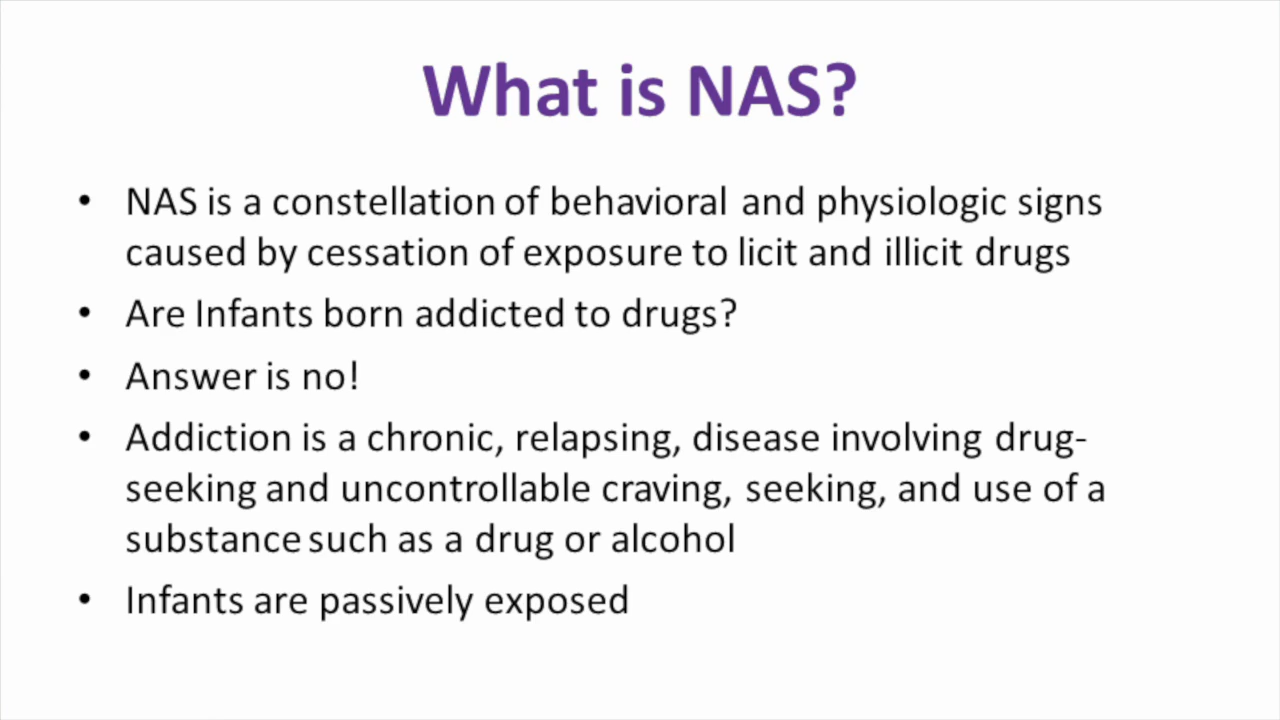 What is NAS?
• NAS is a constellation of behavioral and physiologic signs
caused by cessation of exposure to licit and illicit drugs
• Are Infants born addicted to drugs?
• Answer is no!
• Addiction is a chronic, relapsing, disease involving drug-
seeking and uncontrollable craving, seeking, and use of a
substance such as a drug or alcohol
• Infants are passively exposed